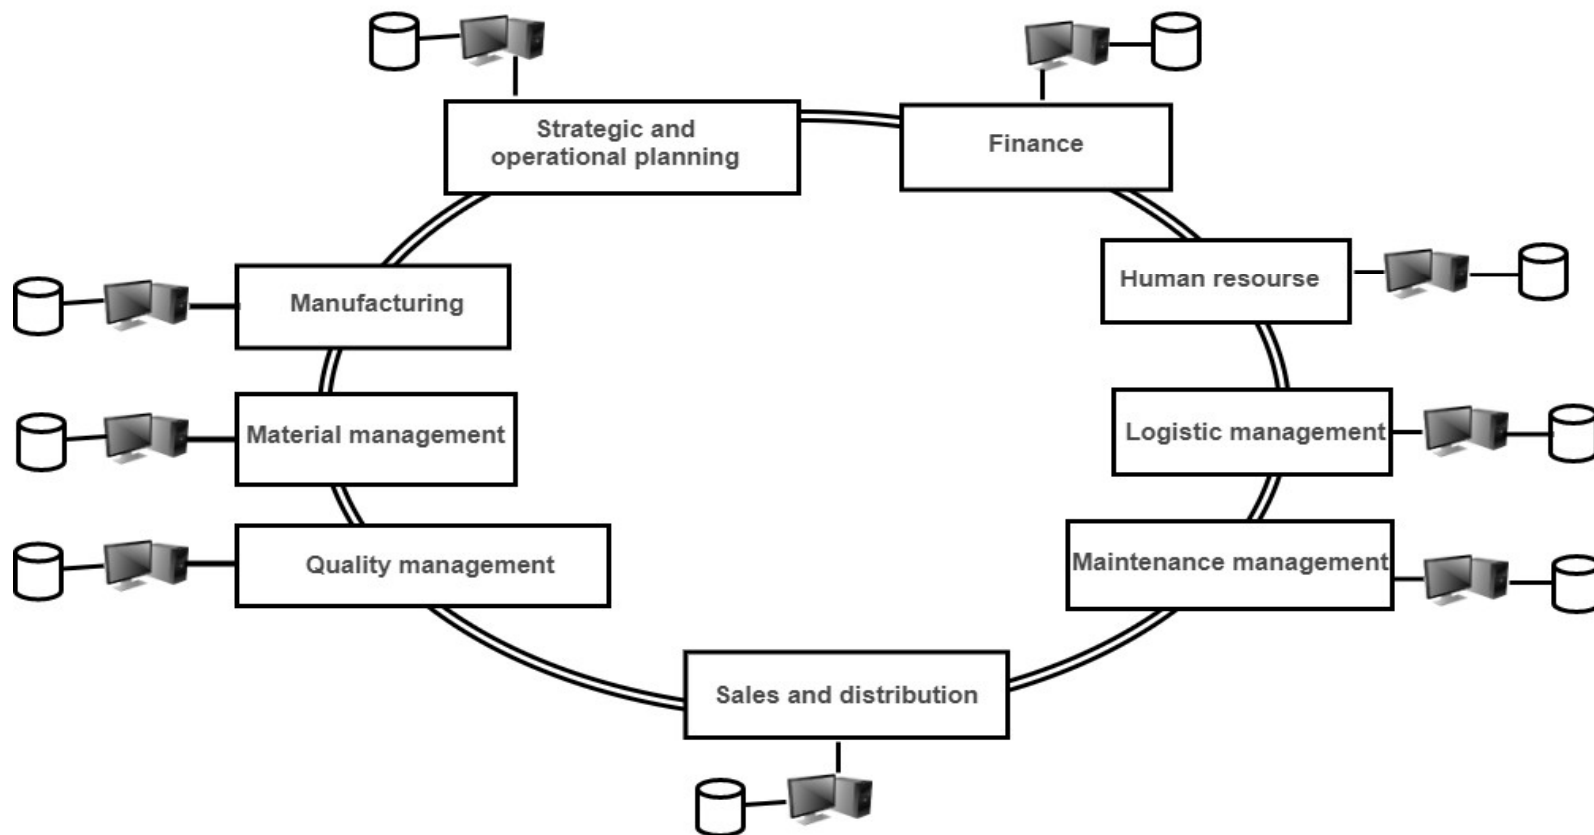 Strategic and
operational planning
Finance
Manufacturing
Human resourse
Material management
Logistic management
Quality management
Maintenance management
Sales and distribution